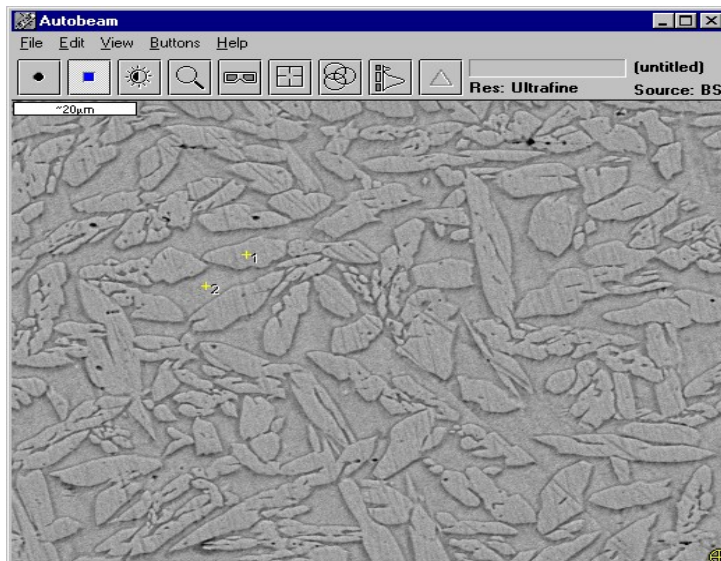 Autobeam
File Edit View Buttons Help
(untitled)
Res: Ultrafine Source: BS
~20μm
1
2